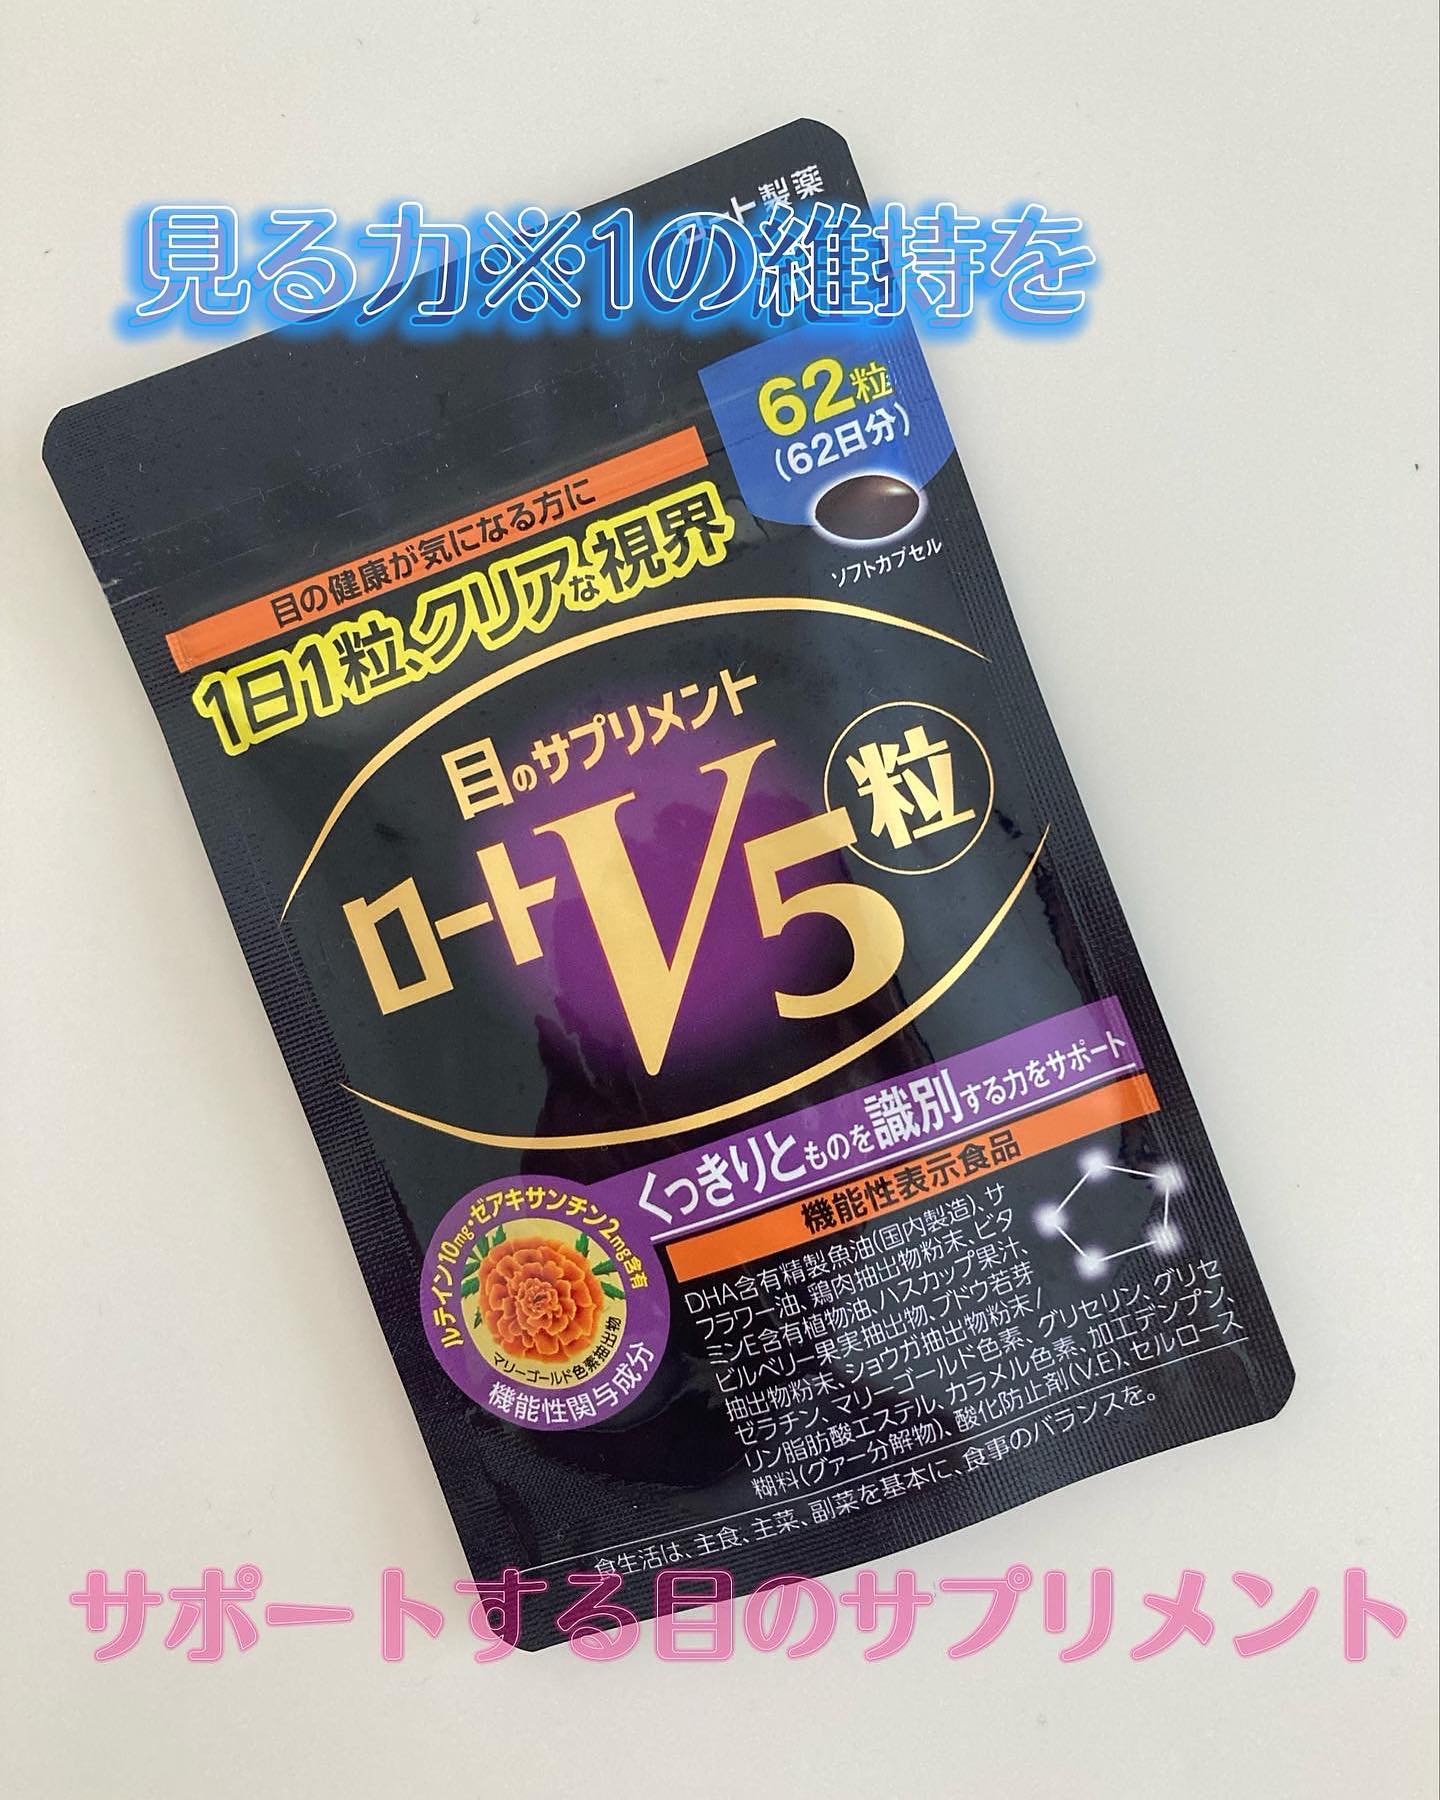 見る力※1の維持を
ロート製薬
62粒
(62日分)
ソフトカプセル
目の健康が気になる方に
1日1粒、クリアな視界
目のサプリメント
ロートV5粒
くっきりとものを識別する力をサポート
機能性表示食品
ルテイン10mg・ゼアキサンチン2mg含有
マリーゴールド色素抽出物
機能性関与成分
DHA含有精製魚油(国内製造)、サ
フラワー油、鶏肉抽出物粉末、ビタ
ミンE含有植物油、ハスカップ果汁、
ビルベリー果実抽出物、ブドウ若芽
抽出物粉末、ショウガ抽出物粉末/
ゼラチン、マリーゴールド色素、グリセリン、グリセ
リン脂肪酸エステル、カラメル色素、加工デンプン、
糊料(グァー分解物)、酸化防止剤(V.E)、セルロース
食生活は、主食、主菜、副菜を基本に、食事のバランスを。
サポートする目のサプリメント